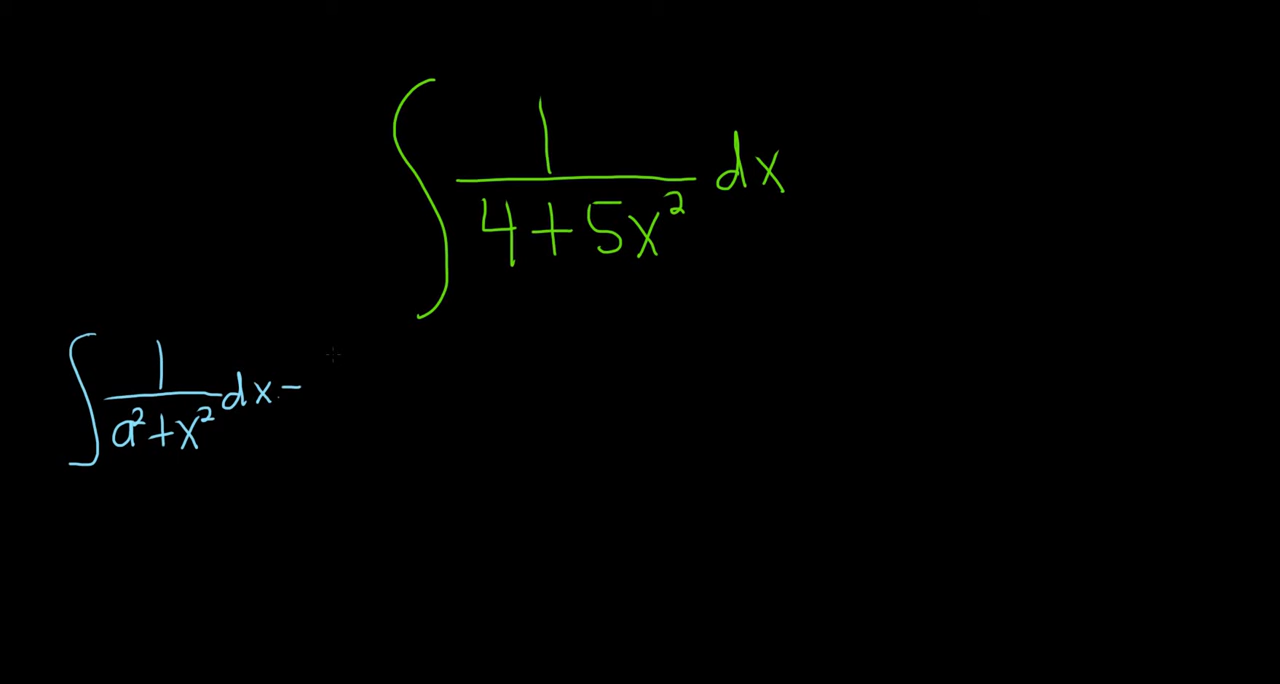 ∫ 1/(4+5x²) dx
∫ 1/(a²+x²) dx −